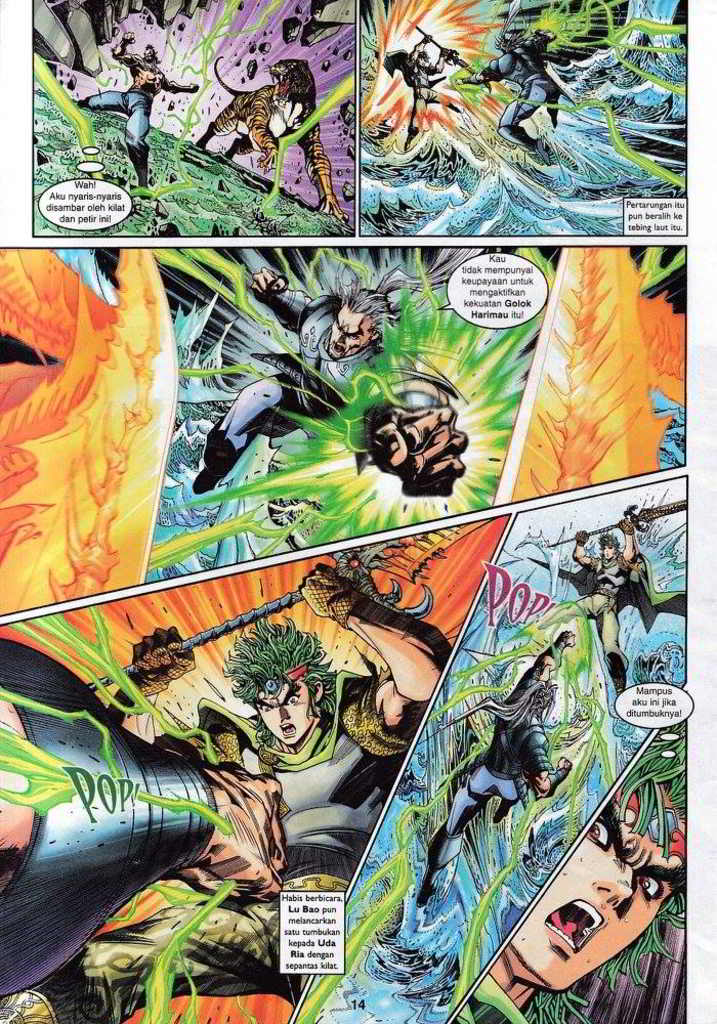 Wah!
Aku nyaris-nyaris
disambar oleh kilat
dan petir ini!
Pertarungan itu
pun beralih ke
tebing laut itu.
Kau
tidak mempunyai
keupayaan untuk
mengaktifkan
kekuatan Golok
Harimau itu!
POP!
Habis berbicara,
Lu Bao pun
melancarkan
satu tumbukan
kepada Uda
Ria dengan
sepantas kilat.
POP!
Mampus
aku ini jika
ditumbuknya!
14